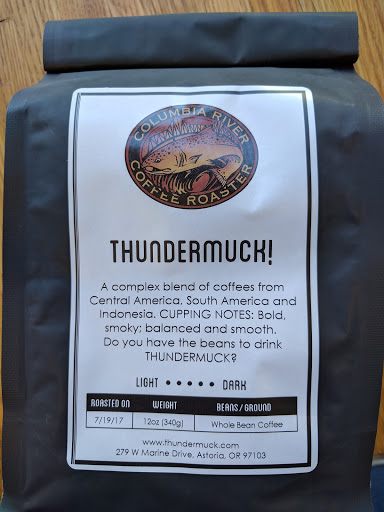 COLUMBIA RIVER
COFFEE ROASTER
THUNDERMUCK!
A complex blend of coffees from
Central America, South America and
Indonesia. CUPPING NOTES: Bold,
smoky; balanced and smooth.
Do you have the beans to drink
THUNDERMUCK?
LIGHT • • • • • DARK
ROASTED ON WEIGHT BEANS/GROUND
7/19/17 12oz (340g) Whole Bean Coffee
www.thundermuck.com
279 W Marine Drive, Astoria, OR 97103